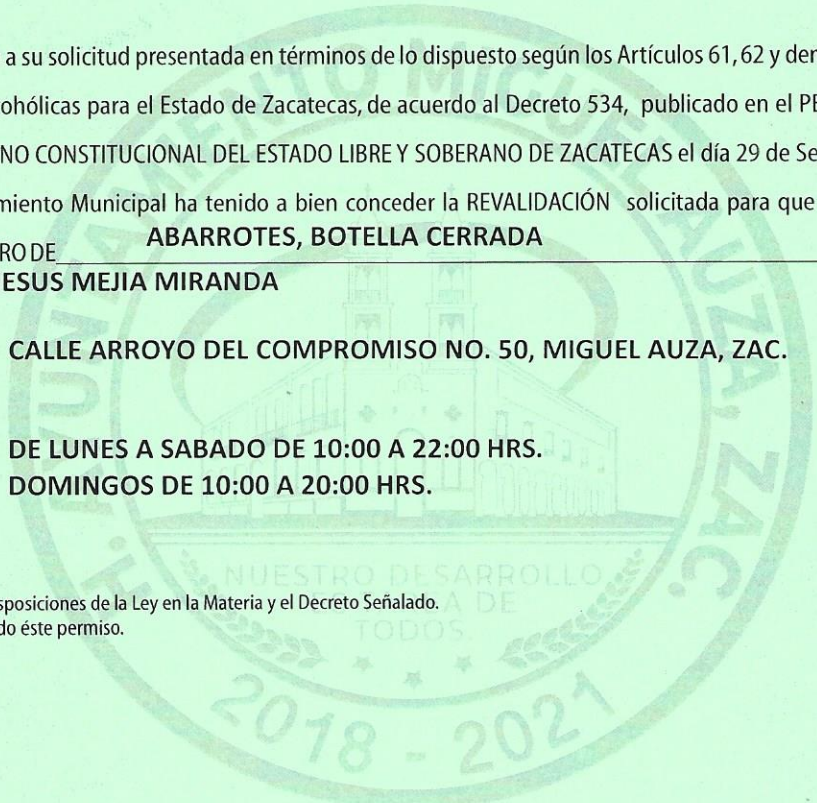 a su solicitud presentada en términos de lo dispuesto según los Artículos 61, 62 y der
ohólicas para el Estado de Zacatecas, de acuerdo al Decreto 534, publicado en el PE
NO CONSTITUCIONAL DEL ESTADO LIBRE Y SOBERANO DE ZACATECAS el día 29 de Se
miento Municipal ha tenido a bien conceder la REVALIDACIÓN solicitada para que
RO DE ABARROTES, BOTELLA CERRADA
ESUS MEJIA MIRANDA
CALLE ARROYO DEL COMPROMISO NO. 50, MIGUEL AUZA, ZAC.
DE LUNES A SABADO DE 10:00 A 22:00 HRS.
DOMINGOS DE 10:00 A 20:00 HRS.
sposiciones de la Ley en la Materia y el Decreto Señalado.
do éste permiso.
H. AYUNTAMIENTO MIGUEL AUZA, ZAC.
NUESTRO DESARROLLO
A DE
TODOS.
2018 - 2021